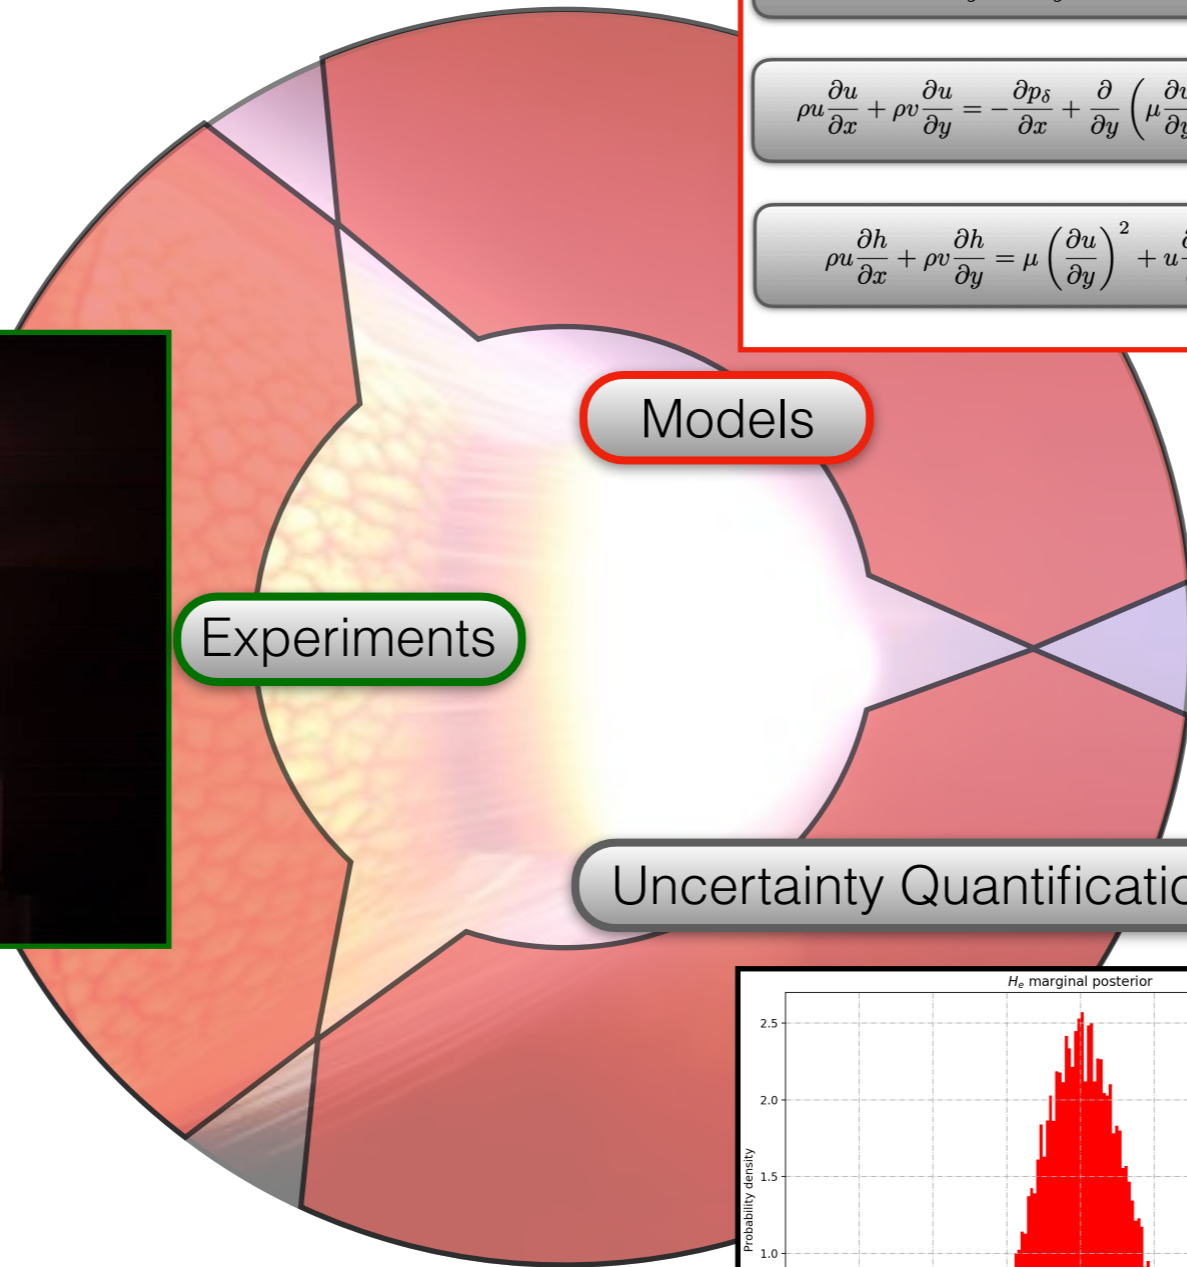 ρu ∂u/∂x + ρv ∂u/∂y = − ∂p_δ/∂x + ∂/∂y ( μ ∂u/∂y
ρu ∂h/∂x + ρv ∂h/∂y = μ ( ∂u/∂y )² + u
Models
Experiments
Uncertainty Quantificatio
H_e marginal posterior
2.5
2.0
1.5
1.0
Probability density